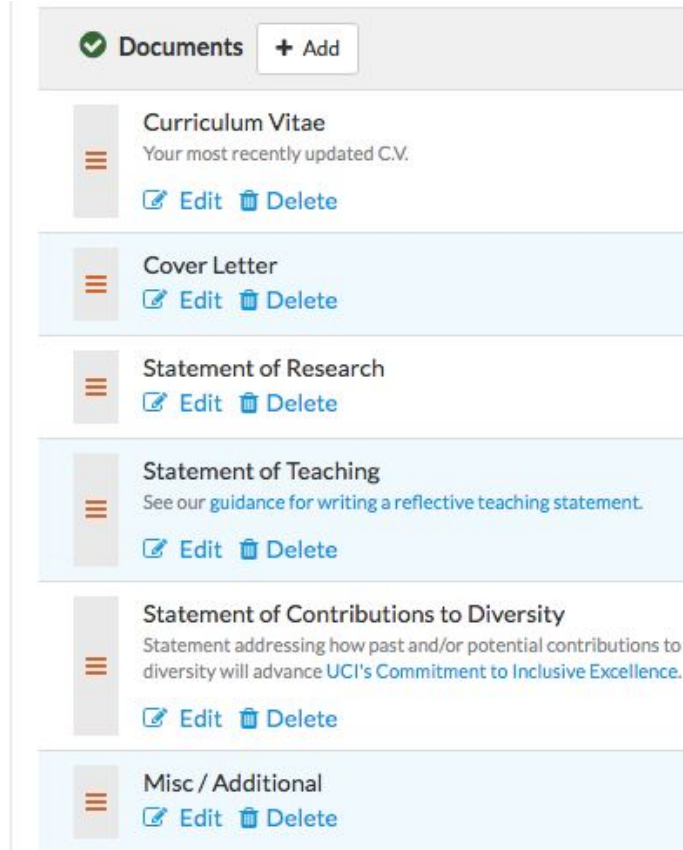 Documents + Add
Curriculum Vitae
Your most recently updated C.V.
Edit Delete
Cover Letter
Edit Delete
Statement of Research
Edit Delete
Statement of Teaching
See our guidance for writing a reflective teaching statement.
Edit Delete
Statement of Contributions to Diversity
Statement addressing how past and/or potential contributions to
diversity will advance UCI's Commitment to Inclusive Excellence.
Edit Delete
Misc / Additional
Edit Delete